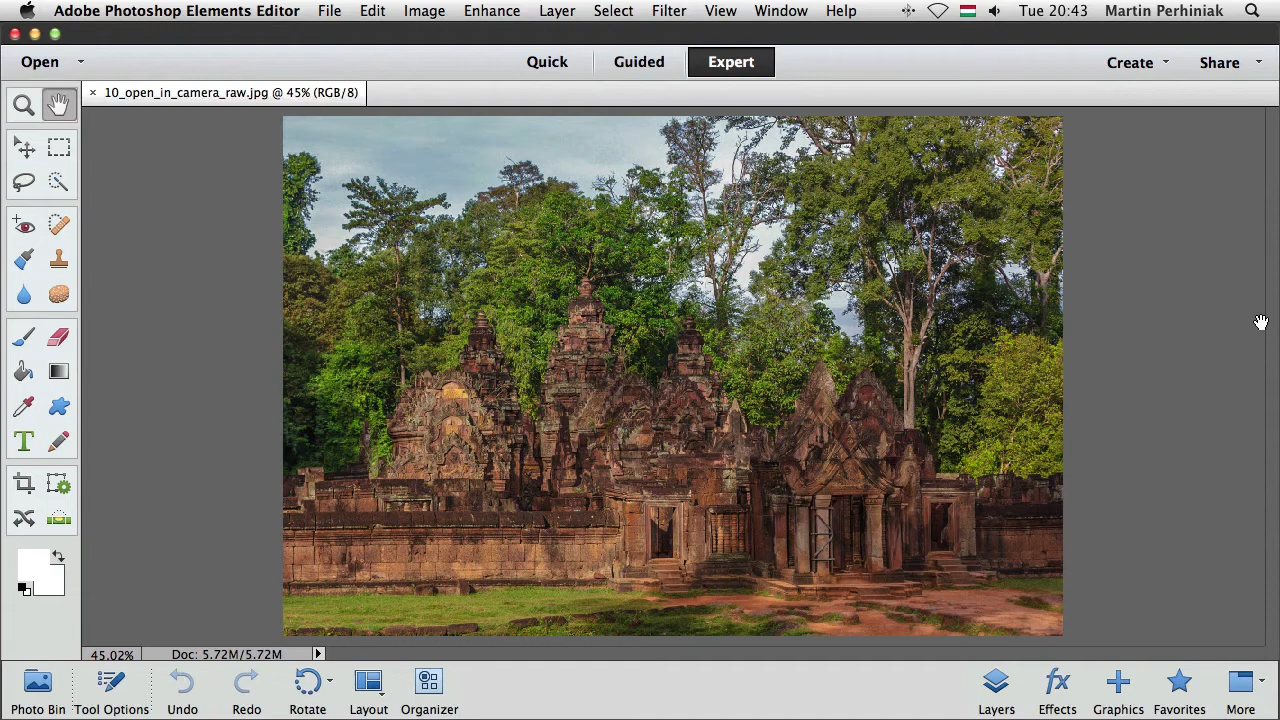 Adobe Photoshop Elements Editor File Edit Image Enhance Layer Select Filter View Window Help Tue 20:43 Martin Perhiniak
Open Quick Guided Expert Create Share
× 10_open_in_camera_raw.jpg @ 45% (RGB/8)
T
45.02% Doc: 5.72M/5.72M
fx
Photo Bin Tool Options Undo Redo Rotate Layout Organizer Layers Effects Graphics Favorites More